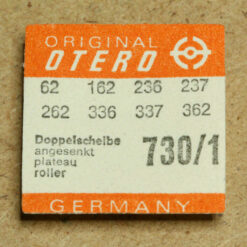 ORIGINAL
OTERO
62 162 236 237
262 336 337 362
Doppelscheibe
angesenkt
plateau
roller
730/1
GERMANY